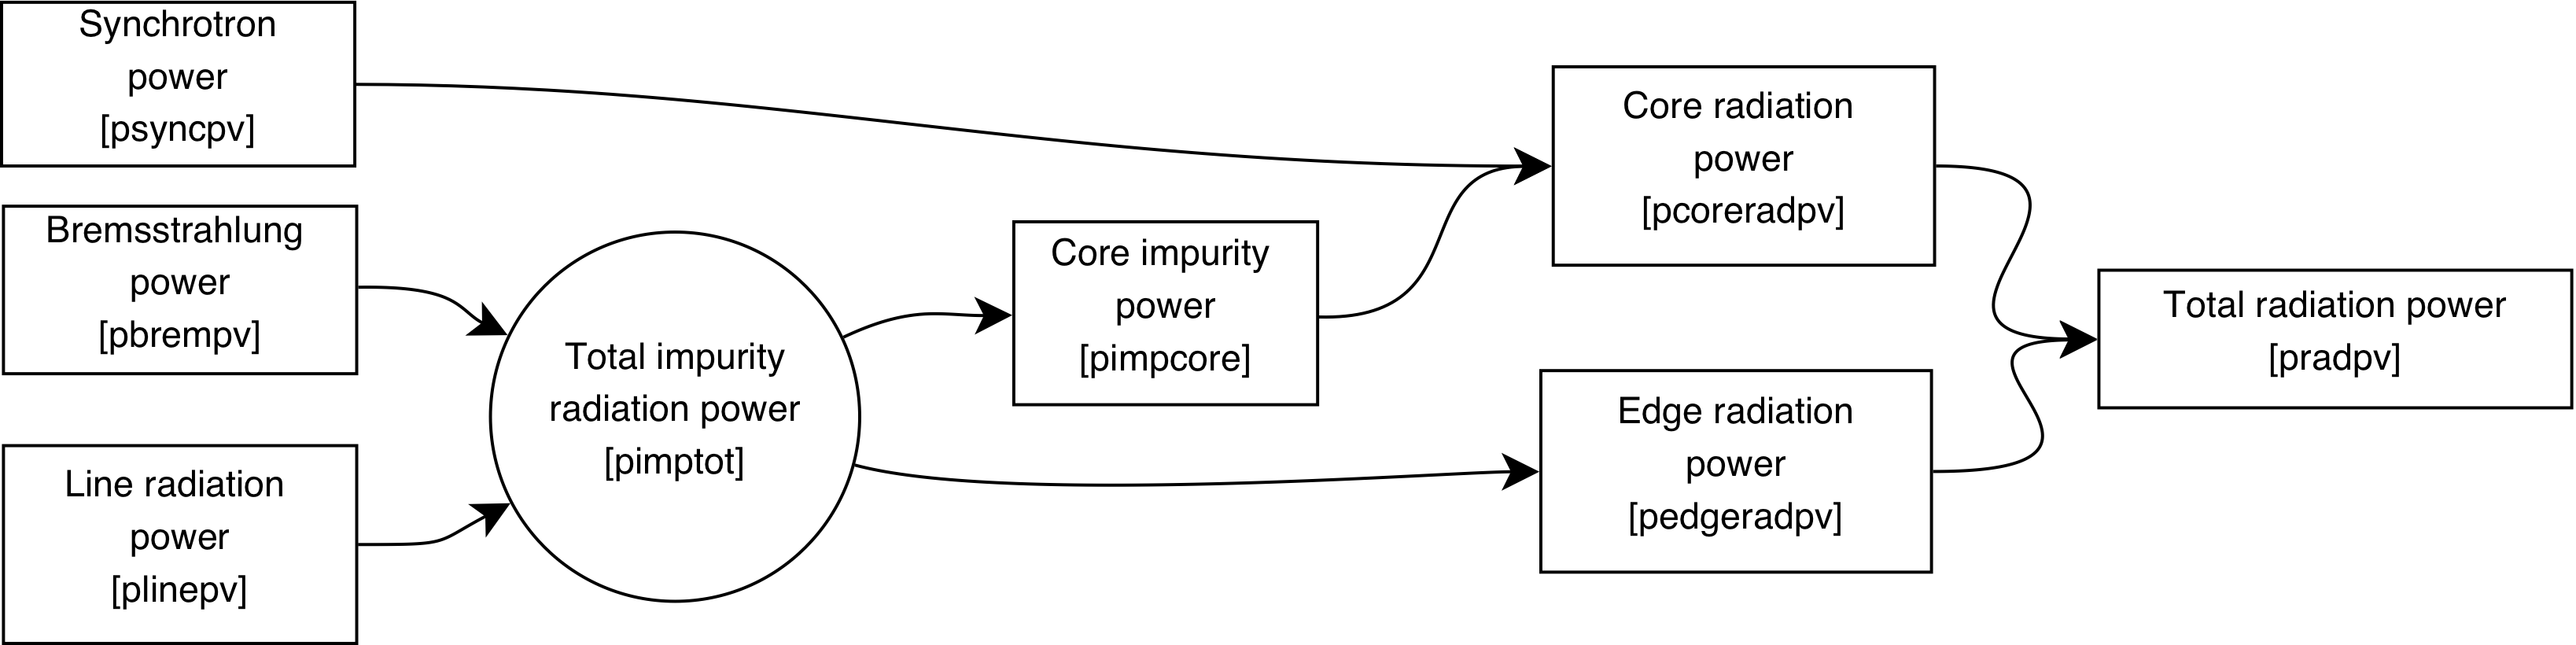 Synchrotron
power
[psyncpv]
Bremsstrahlung
power
[pbrempv]
Line radiation
power
[plinepv]
Total impurity
radiation power
[pimptot]
Core impurity
power
[pimpcore]
Core radiation
power
[pcoreradpv]
Edge radiation
power
[pedgeradpv]
Total radiation power
[pradpv]